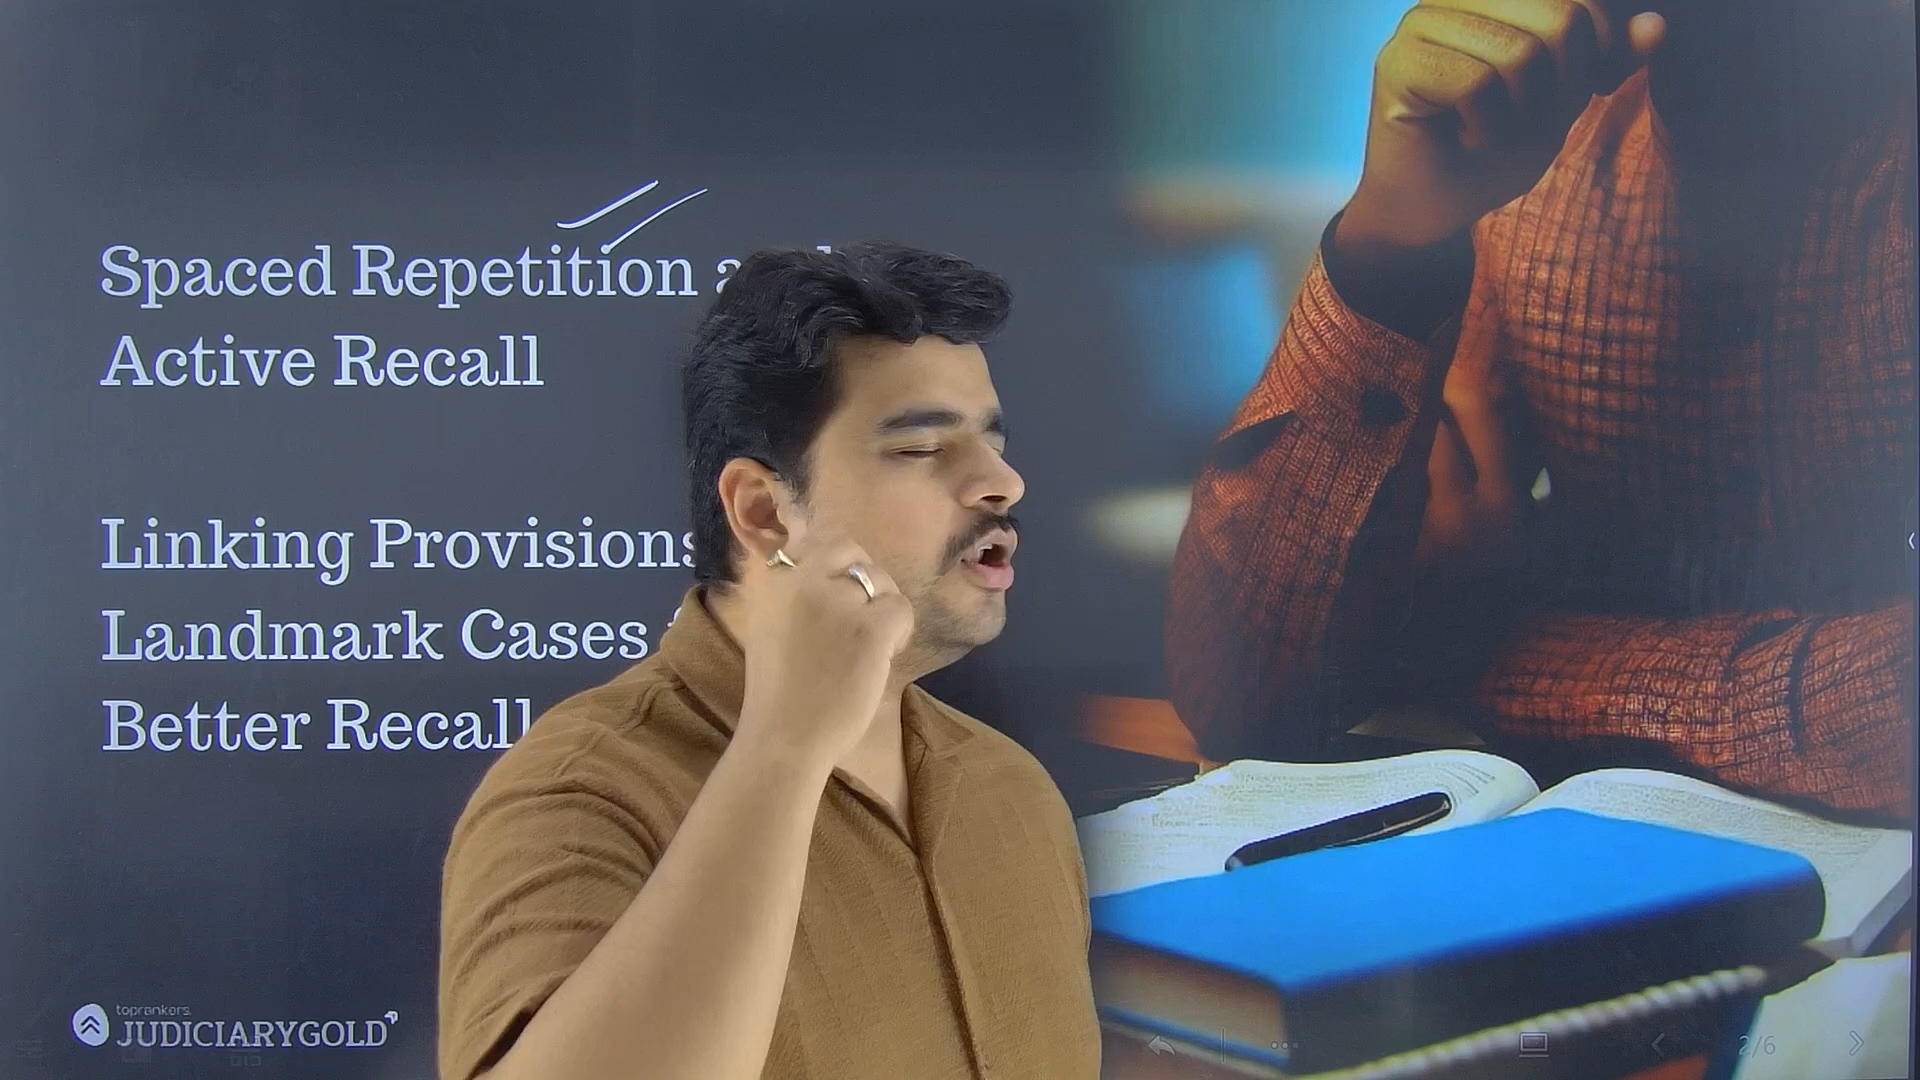 Spaced Repetition
Active Recall
Linking Provisions
Landmark Cases
Better Recall
toprankers
JUDICIARYGOLD
2/6